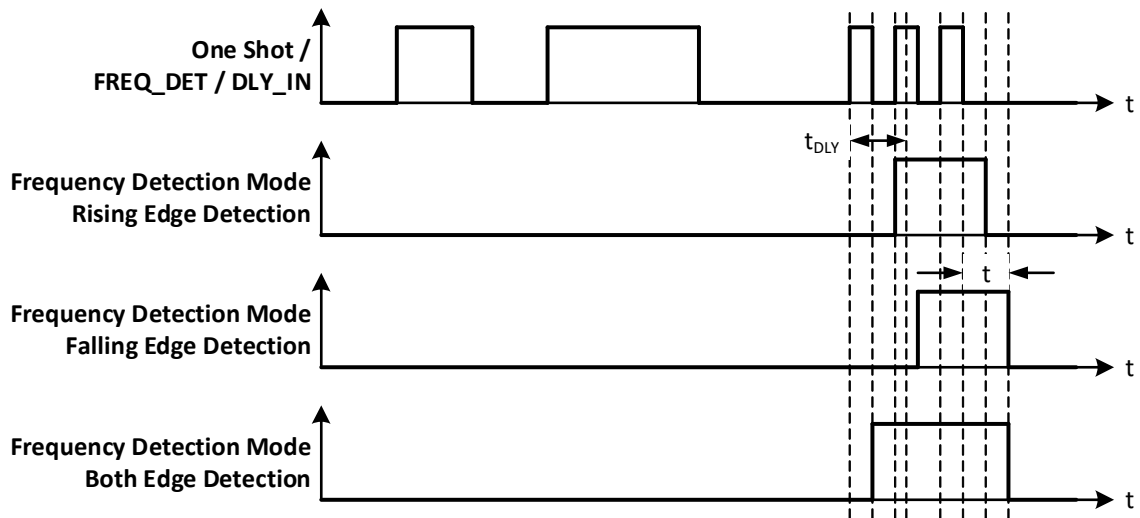 One Shot /
FREQ_DET / DLY_IN
t
t_DLY
Frequency Detection Mode
Rising Edge Detection
t
t
Frequency Detection Mode
Falling Edge Detection
t
Frequency Detection Mode
Both Edge Detection
t